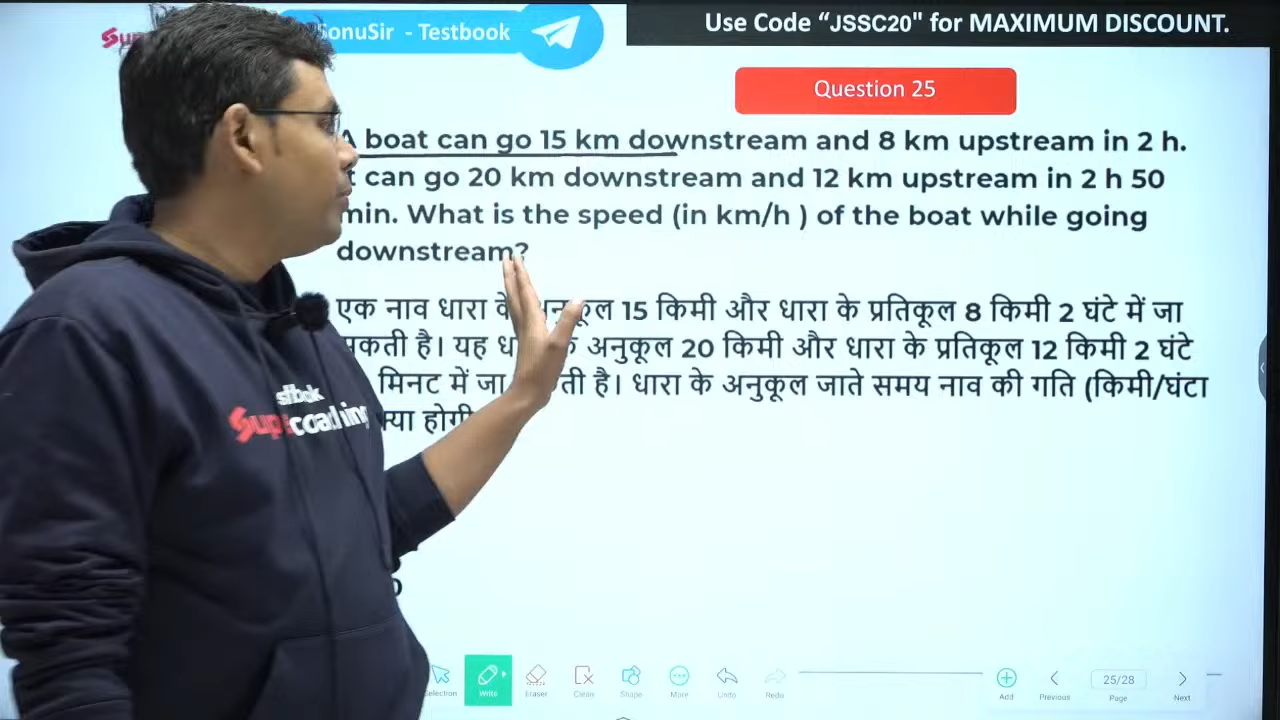 SonuSir - Testbook
Use Code “JSSC20" for MAXIMUM DISCOUNT.
Question 25
A boat can go 15 km downstream and 8 km upstream in 2 h.
can go 20 km downstream and 12 km upstream in 2 h 50
min. What is the speed (in km/h ) of the boat while going
downstream?
एक नाव धारा के अनुकूल 15 किमी और धारा के प्रतिकूल 8 किमी 2 घंटे में जा
सकती है। यह के अनुकूल 20 किमी और धारा के प्रतिकूल 12 किमी 2 घंटे
मिनट में जा सकती है। धारा के अनुकूल जाते समय नाव की गति (किमी/घंटा
क्या होगी
Supercoaching
Selection
Write
Eraser
Clean
Shape
More
Undo
Redo
Add
Previous
25/28
Page
Next